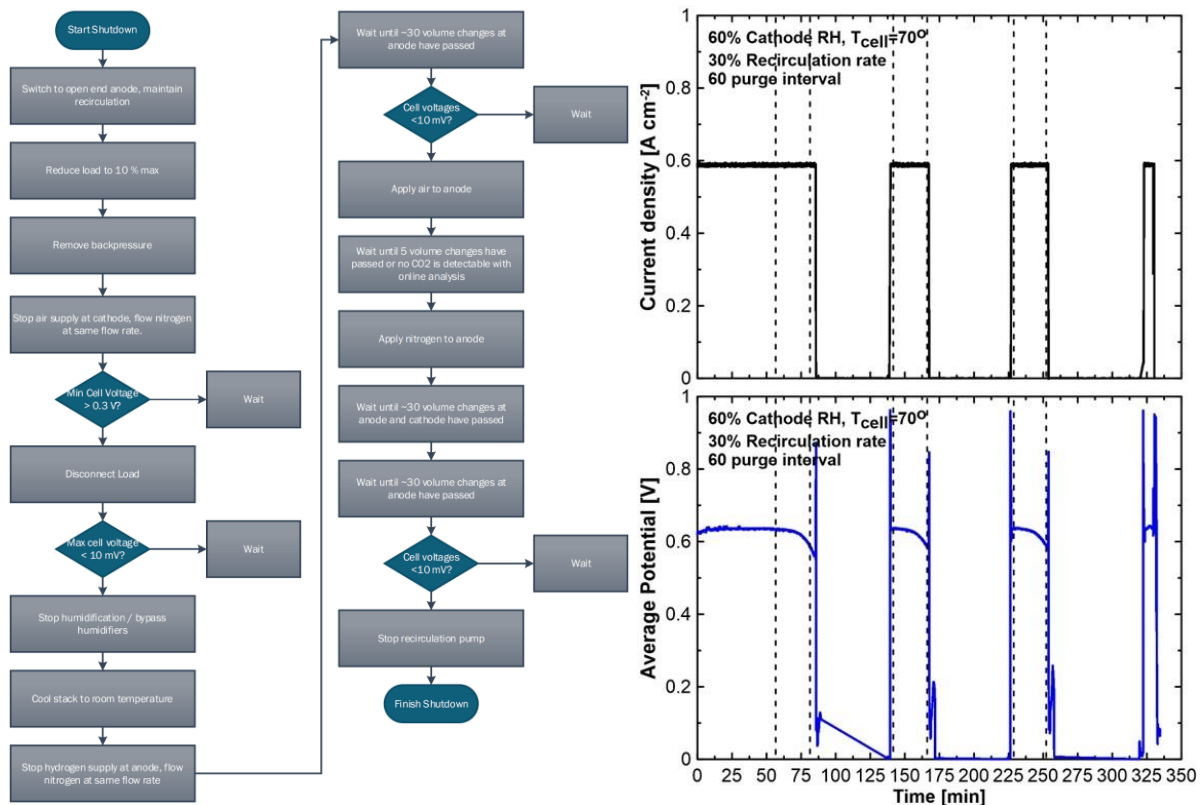 Start Shutdown
Switch to open end anode, maintain
recirculation
Reduce load to 10 % max
Remove backpressure
Stop air supply at cathode, flow nitrogen
at same flow rate.
Min Cell Voltage
> 0.3 V?
Wait
Disconnect Load
Max cell voltage
< 10 mV?
Wait
Stop humidification / bypass
humidifiers
Cool stack to room temperature
Stop hydrogen supply at anode, flow
nitrogen at same flow rate
Wait until ~30 volume changes at
anode have passed
Cell voltages
<10 mV?
Wait
Apply air to anode
Wait until 5 volume changes have
passed or no CO2 is detectable with
online analysis
Apply nitrogen to anode
Wait until ~30 volume changes at
anode and cathode have passed
Wait until ~30 volume changes at
anode have passed
Cell voltages
<10 mV?
Wait
Stop recirculation pump
Finish Shutdown
Current density [A cm⁻²]
1
0.8
0.6
0.4
0.2
0
60% Cathode RH, T_cell=70°
30% Recirculation rate
60 purge interval
Average Potential [V]
1
0.8
0.6
0.4
0.2
0
60% Cathode RH, T_cell=70°
30% Recirculation rate
60 purge interval
0 25 50 75 100 125 150 175 200 225 250 275 300 325 350
Time [min]